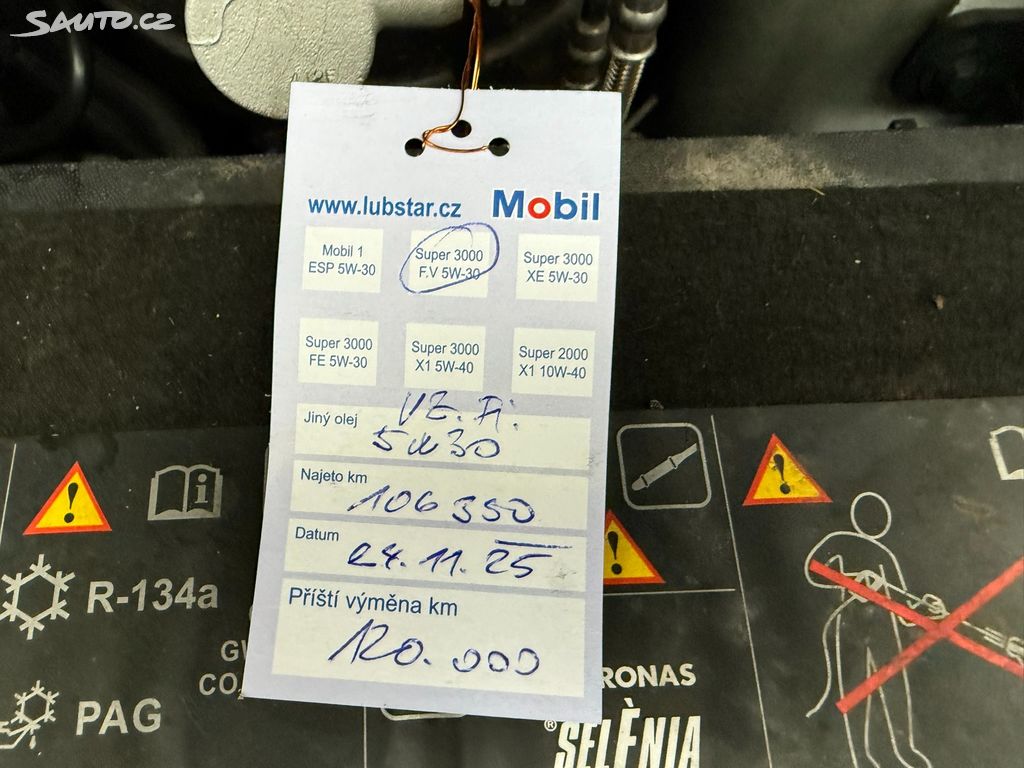 SAUTO.CZ
www.lubstar.cz Mobil
Mobil 1
ESP 5W-30
Super 3000
F.V 5W-30
Super 3000
XE 5W-30
Super 3000
FE 5W-30
Super 3000
X1 5W-40
Super 2000
X1 10W-40
Jiný olej
5W30
Najeto km
106 350
Datum
24.11.25
Příští výměna km
120.000
R-134a
CO
PAG
RONAS
® SELÈNIA